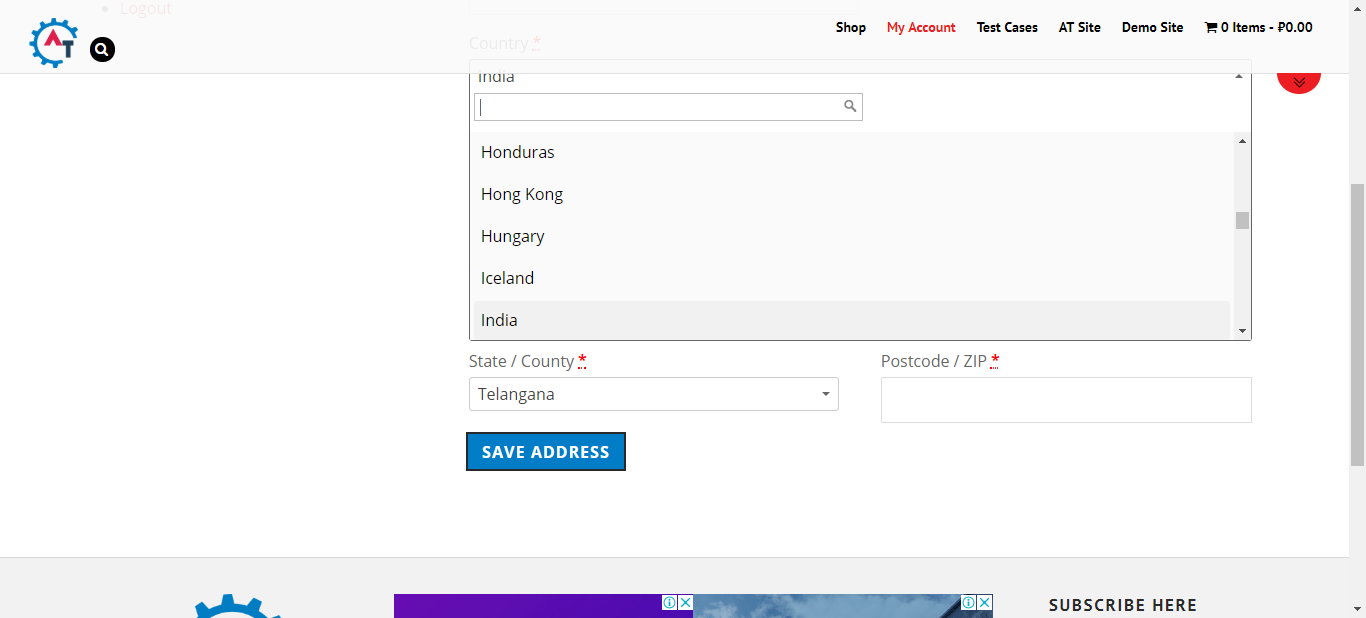 Logout
AT
Shop My Account Test Cases AT Site Demo Site 0 Items - ₽0.00
Country *
India
Honduras
Hong Kong
Hungary
Iceland
India
State / County * Postcode / ZIP *
Telangana
SAVE ADDRESS
SUBSCRIBE HERE